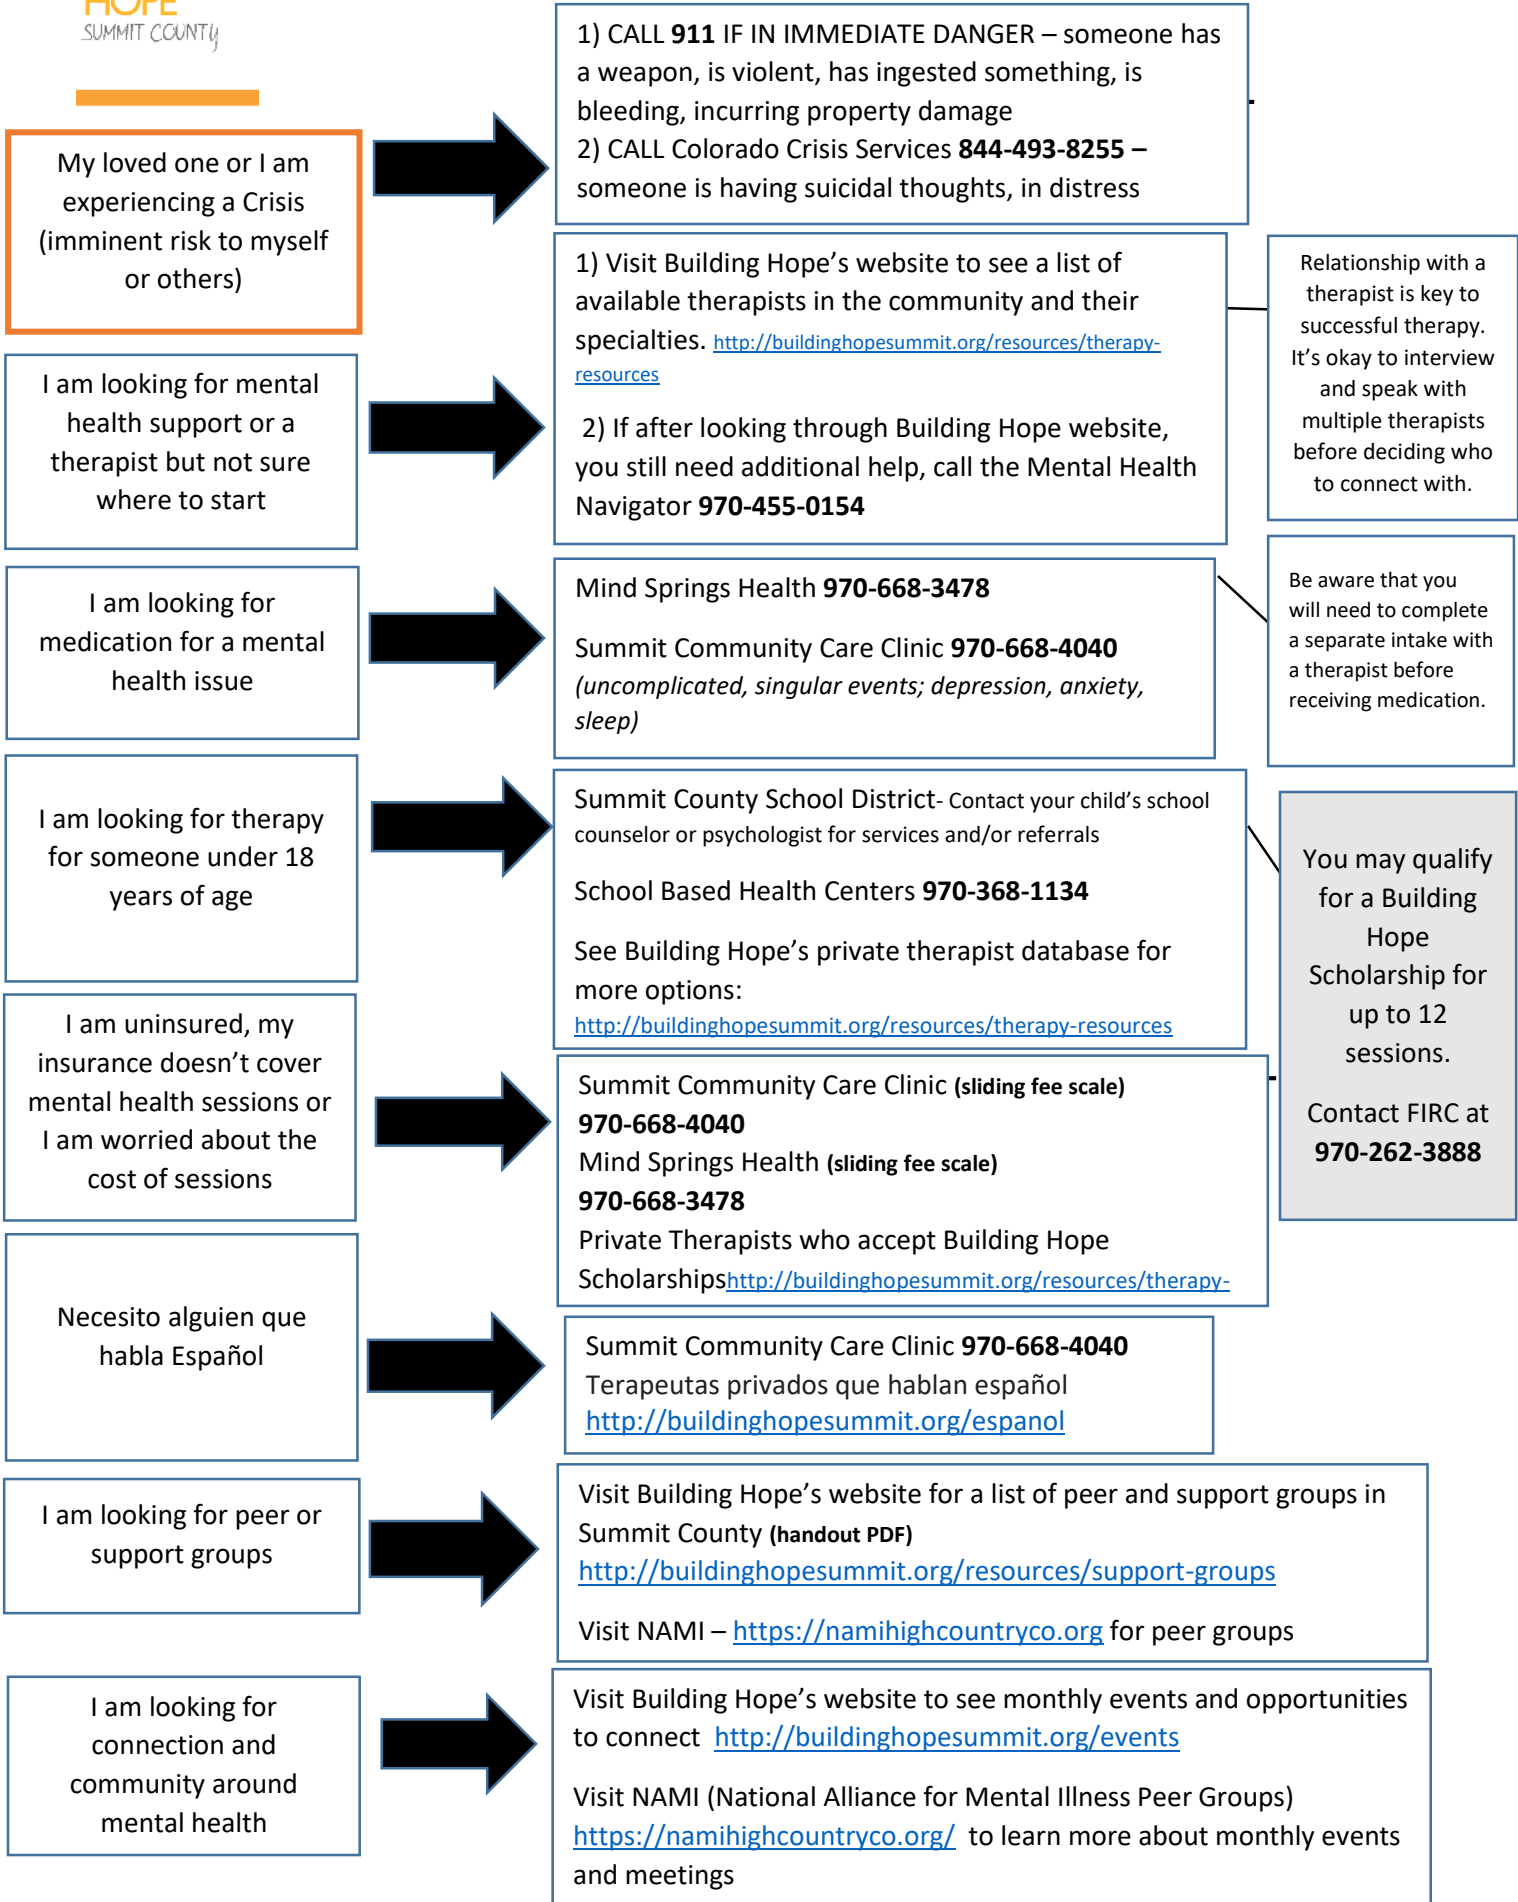 HOPE
SUMMIT COUNTY
My loved one or I am
experiencing a Crisis
(imminent risk to myself
or others)
1) CALL 911 IF IN IMMEDIATE DANGER – someone has
a weapon, is violent, has ingested something, is
bleeding, incurring property damage
2) CALL Colorado Crisis Services 844-493-8255 –
someone is having suicidal thoughts, in distress
I am looking for mental
health support or a
therapist but not sure
where to start
1) Visit Building Hope’s website to see a list of
available therapists in the community and their
specialties. http://buildinghopesummit.org/resources/therapy-
resources
2) If after looking through Building Hope website,
you still need additional help, call the Mental Health
Navigator 970-455-0154
Relationship with a
therapist is key to
successful therapy.
It’s okay to interview
and speak with
multiple therapists
before deciding who
to connect with.
I am looking for
medication for a mental
health issue
Mind Springs Health 970-668-3478
Summit Community Care Clinic 970-668-4040
(uncomplicated, singular events; depression, anxiety,
sleep)
Be aware that you
will need to complete
a separate intake with
a therapist before
receiving medication.
I am looking for therapy
for someone under 18
years of age
Summit County School District- Contact your child’s school
counselor or psychologist for services and/or referrals
School Based Health Centers 970-368-1134
See Building Hope’s private therapist database for
more options:
http://buildinghopesummit.org/resources/therapy-resources
You may qualify
for a Building
Hope
Scholarship for
up to 12
sessions.
Contact FIRC at
970-262-3888
I am uninsured, my
insurance doesn’t cover
mental health sessions or
I am worried about the
cost of sessions
Summit Community Care Clinic (sliding fee scale)
970-668-4040
Mind Springs Health (sliding fee scale)
970-668-3478
Private Therapists who accept Building Hope
Scholarshipshttp://buildinghopesummit.org/resources/therapy-
Necesito alguien que
habla Español
Summit Community Care Clinic 970-668-4040
Terapeutas privados que hablan español
http://buildinghopesummit.org/espanol
I am looking for peer or
support groups
Visit Building Hope’s website for a list of peer and support groups in
Summit County (handout PDF)
http://buildinghopesummit.org/resources/support-groups
Visit NAMI – https://namihighcountryco.org for peer groups
I am looking for
connection and
community around
mental health
Visit Building Hope’s website to see monthly events and opportunities
to connect http://buildinghopesummit.org/events
Visit NAMI (National Alliance for Mental Illness Peer Groups)
https://namihighcountryco.org/ to learn more about monthly events
and meetings